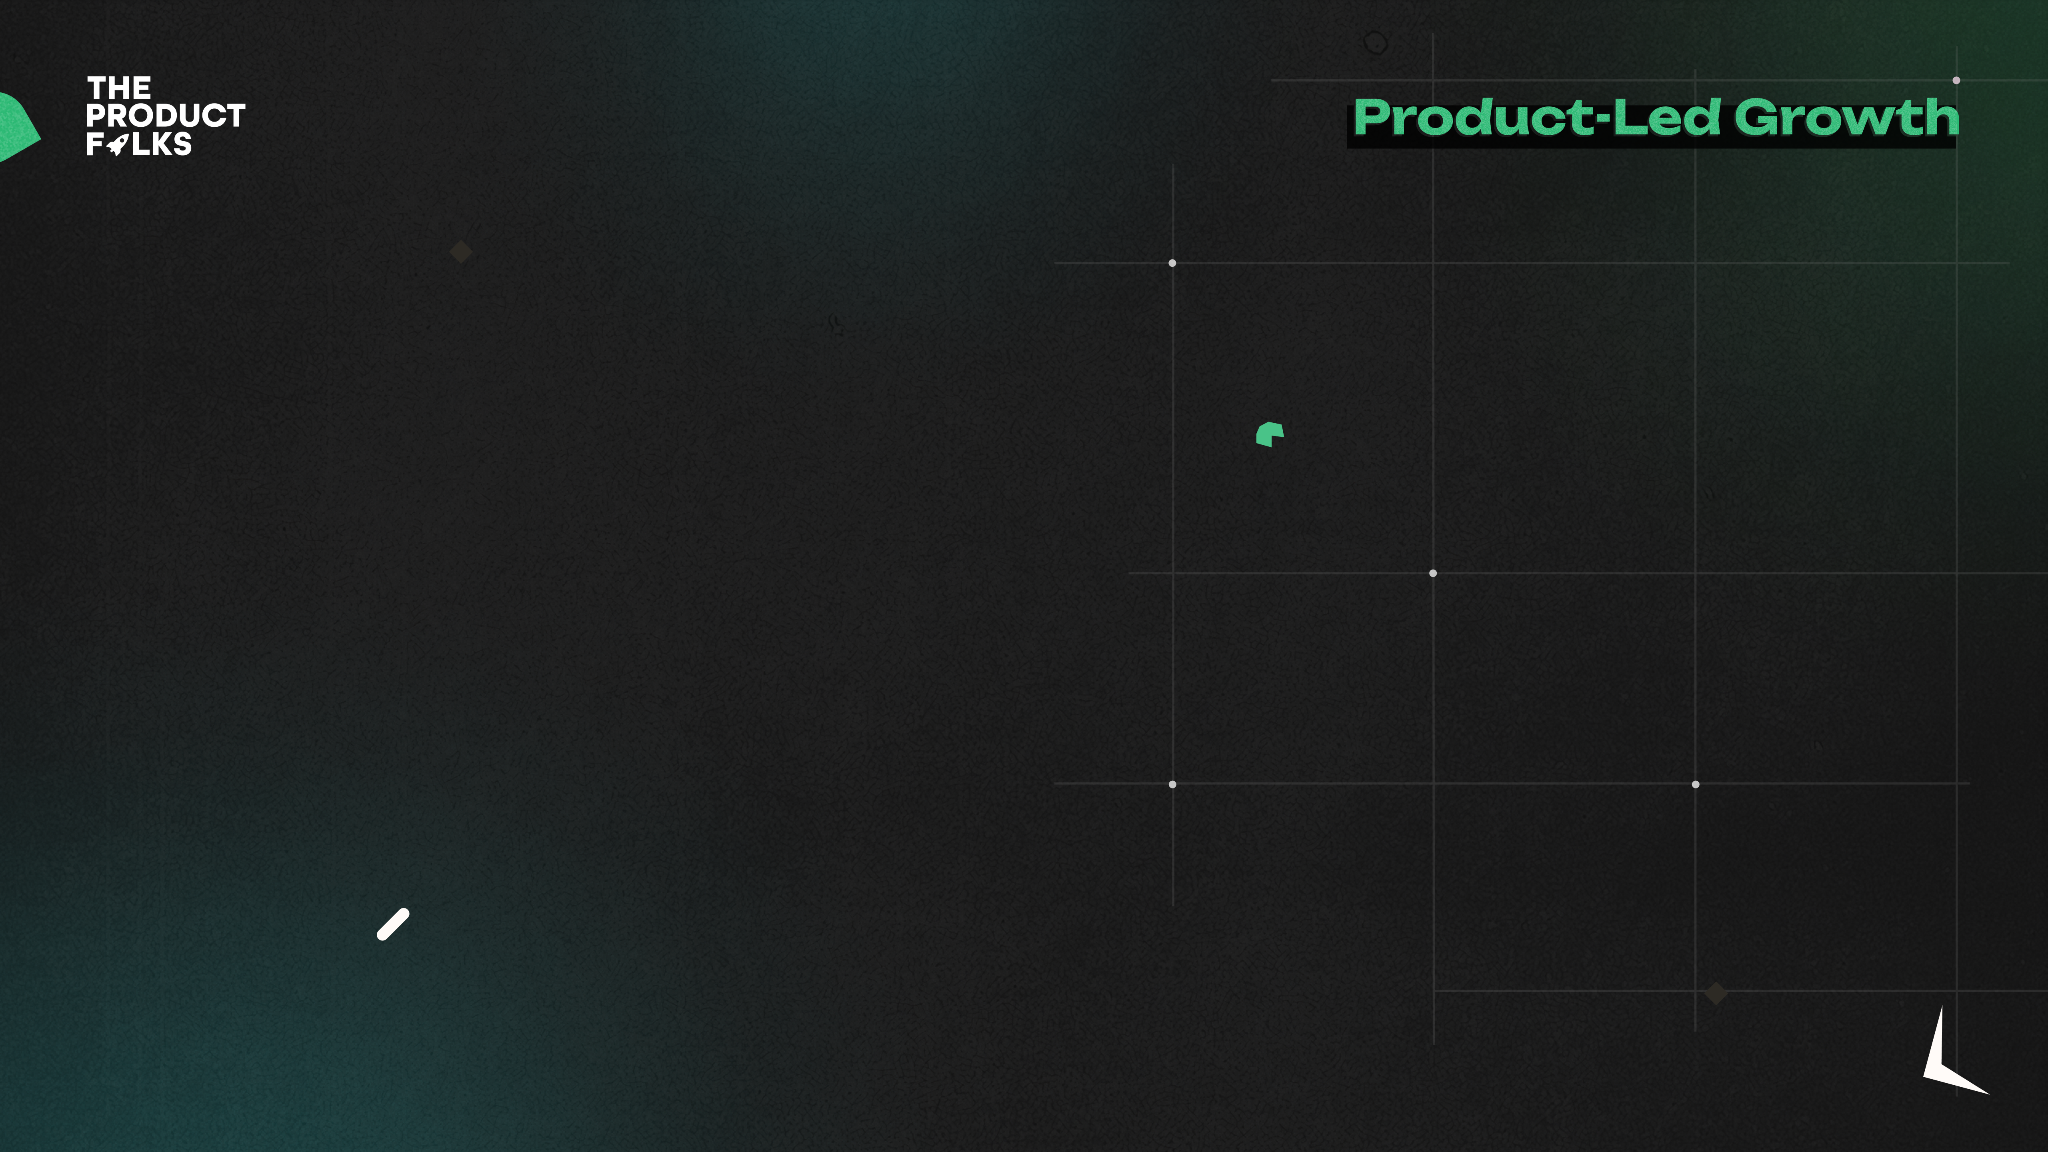 THE
PRODUCT
FOLKS
Product-Led Growth